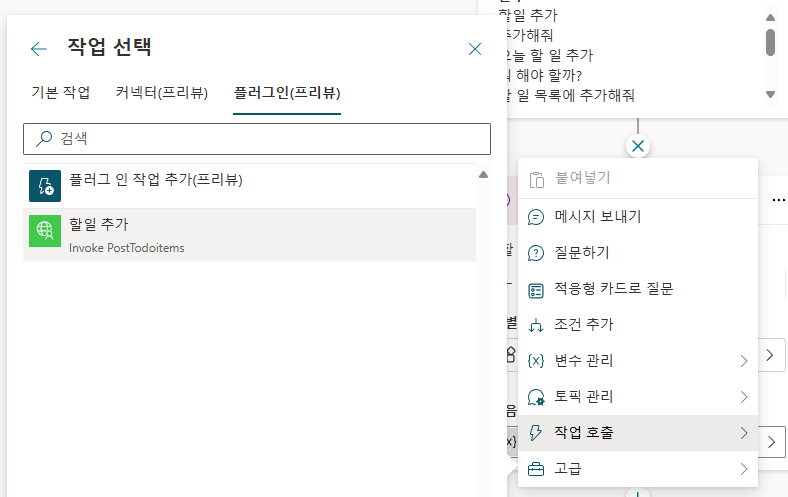 작업 선택
기본 작업
커넥터(프리뷰)
플러그인(프리뷰)
검색
플러그 인 작업 추가(프리뷰)
할일 추가
Invoke PostTodoitems
할일 추가
추가해줘
오늘 할 일 추가
해야 할까?
할 일 목록에 추가해줘
붙여넣기
메시지 보내기
질문하기
적응형 카드로 질문
조건 추가
변수 관리
토픽 관리
작업 호출
고급